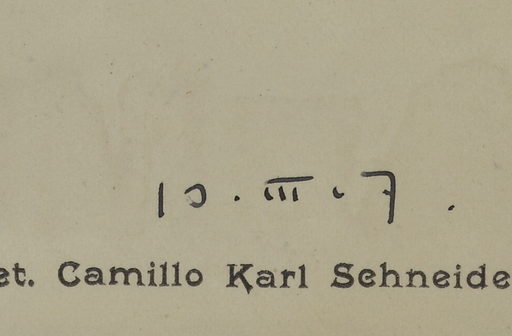 10. III. 7.
et. Camillo Karl Schneide